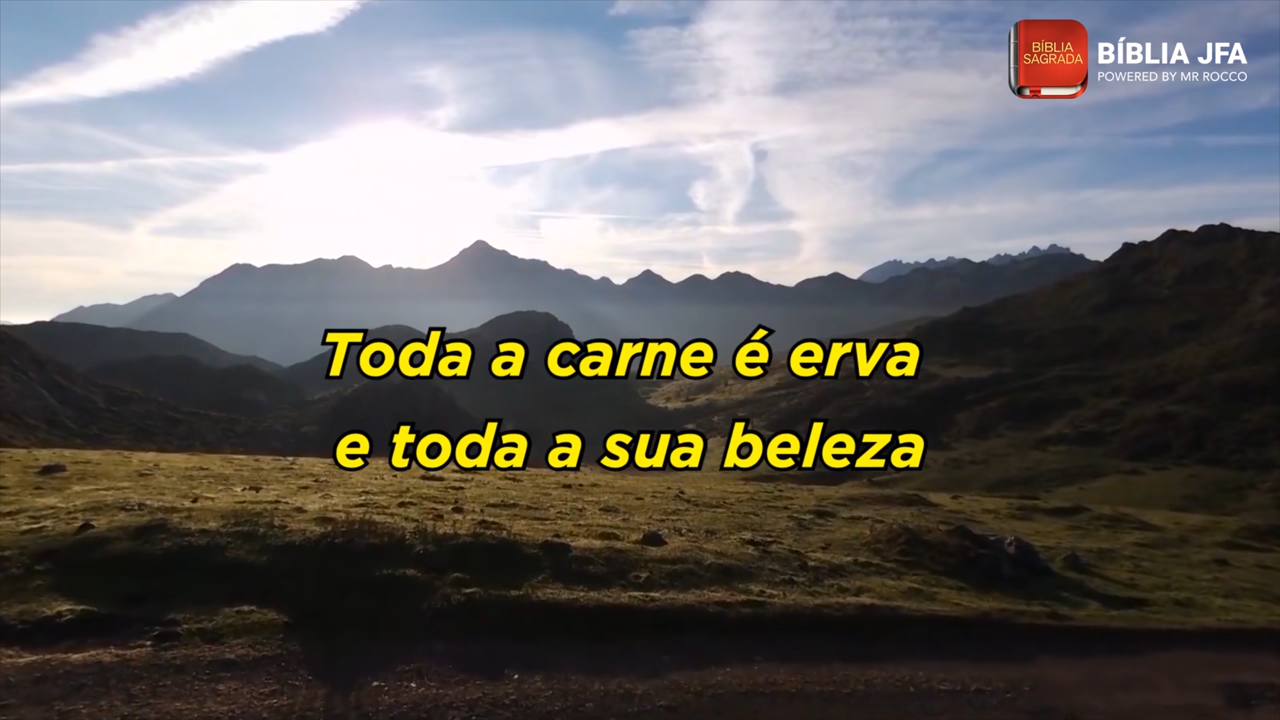 BÍBLIA
SAGRADA
BÍBLIA JFA
POWERED BY MR ROCCO
Toda a carne é erva
e toda a sua beleza